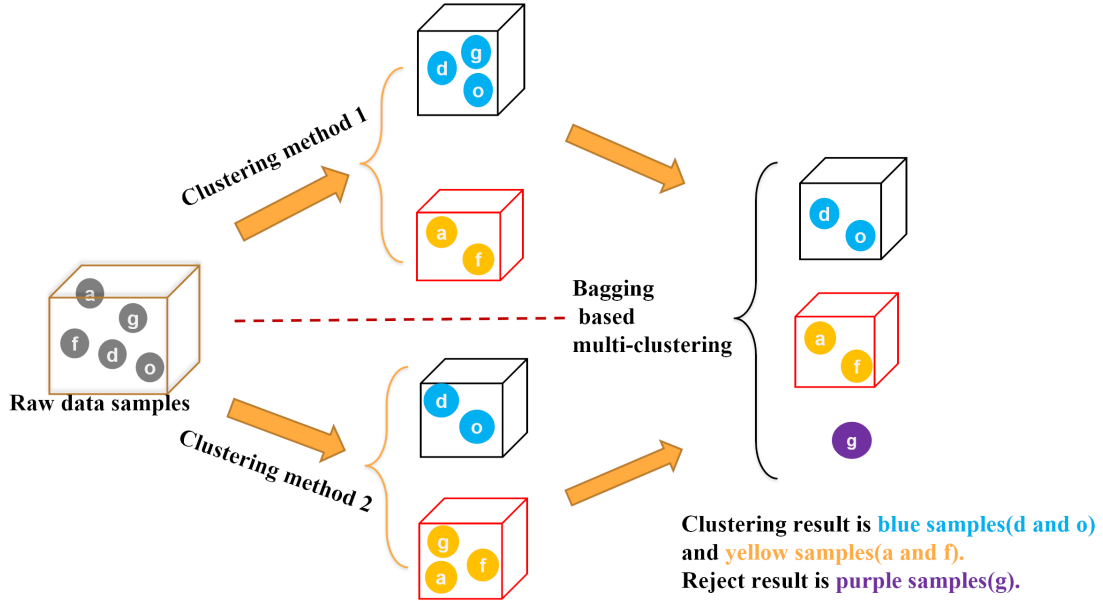 d
g
o
Clustering method 1
a
f
a
g
f
d
o
Raw data samples
Clustering method 2
d
o
g
a
f
Bagging
based
multi-clustering
d
o
a
f
g
Clustering result is blue samples(d and o)
and yellow samples(a and f).
Reject result is purple samples(g).